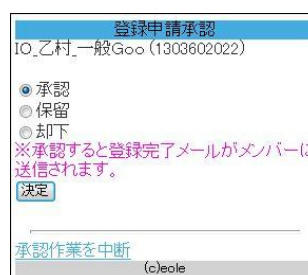 登録申請承認
IO_乙村_一般Goo(1303602022)
承認
保留
却下
※承認すると登録完了メールがメンバーに
送信されます。
決定
承認作業を中断
(c)eole